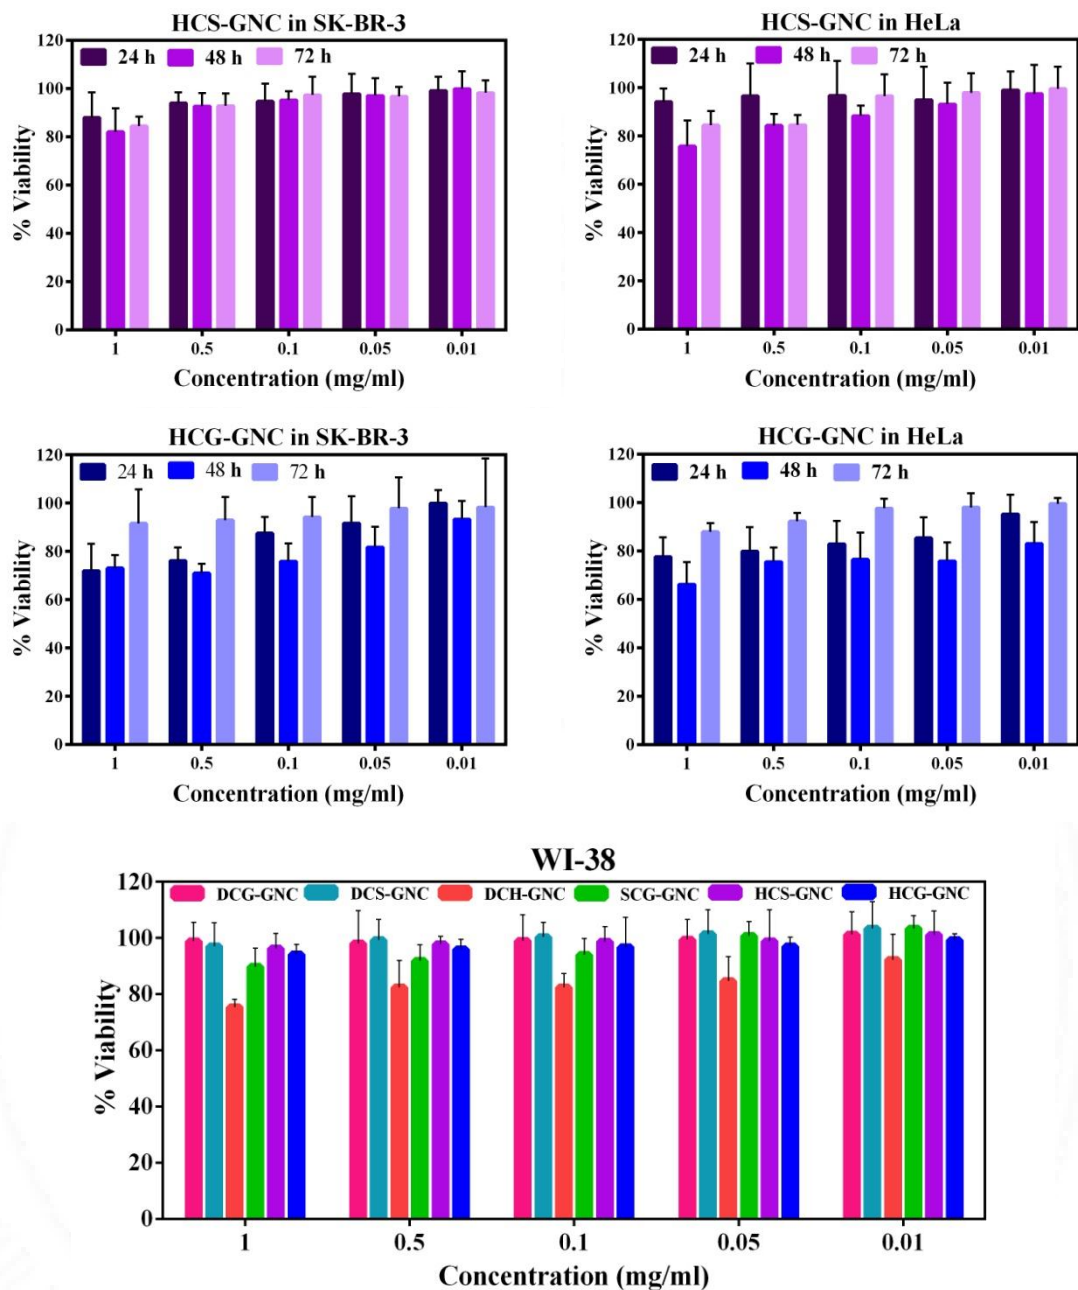 HCS-GNC in SK-BR-3
120
24 h 48 h 72 h
100
80
60
40
20
0
% Viability
1 0.5 0.1 0.05 0.01
Concentration (mg/ml)
HCS-GNC in HeLa
120
24 h 48 h 72 h
100
80
60
40
20
0
% Viability
1 0.5 0.1 0.05 0.01
Concentration (mg/ml)
HCG-GNC in SK-BR-3
120
24 h 48 h 72 h
100
80
60
40
20
0
% Viability
1 0.5 0.1 0.05 0.01
Concentration (mg/ml)
HCG-GNC in HeLa
120
24 h 48 h 72 h
100
80
60
40
20
0
% Viability
1 0.5 0.1 0.05 0.01
Concentration (mg/ml)
WI-38
120
DCG-GNC DCS-GNC DCH-GNC SCG-GNC HCS-GNC HCG-GNC
100
80
60
40
20
0
% Viability
1 0.5 0.1 0.05 0.01
Concentration (mg/ml)